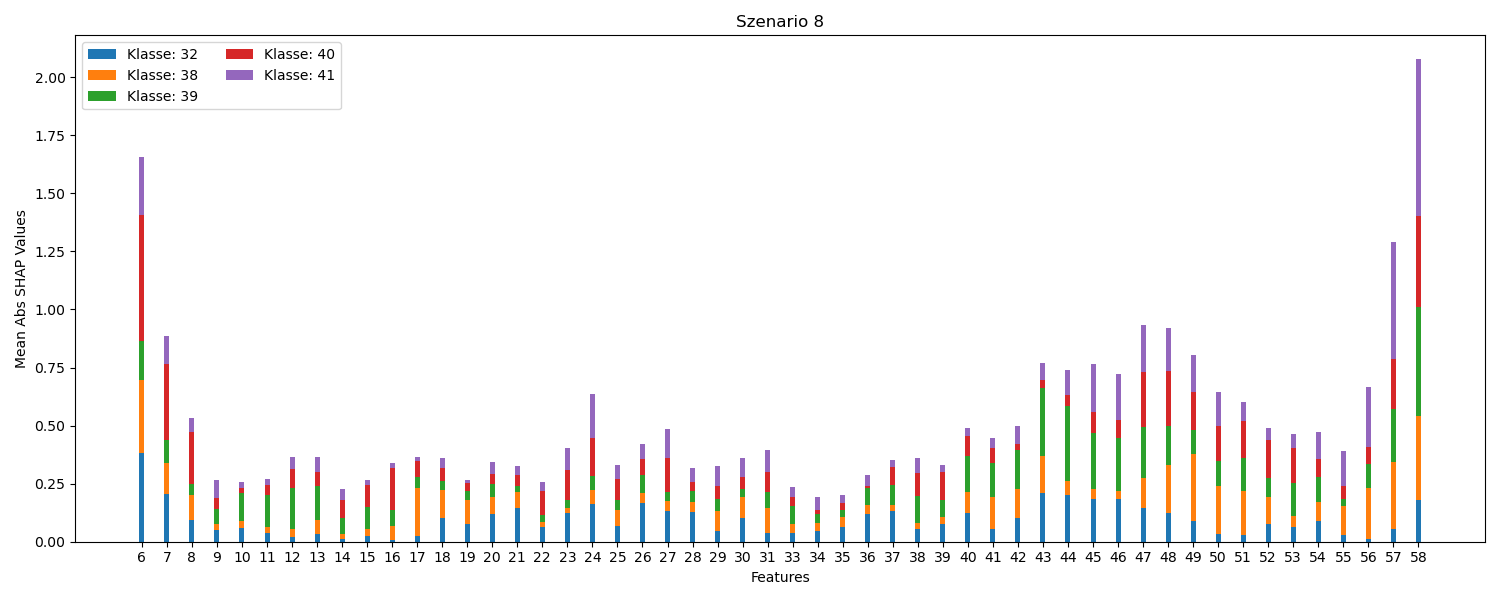 Szenario 8
Klasse: 32
Klasse: 38
Klasse: 39
Klasse: 40
Klasse: 41
Mean Abs SHAP Values
2.00
1.75
1.50
1.25
1.00
0.75
0.50
0.25
0.00
6 7 8 9 10 11 12 13 14 15 16 17 18 19 20 21 22 23 24 25 26 27 28 29 30 31 33 34 35 36 37 38 39 40 41 42 43 44 45 46 47 48 49 50 51 52 53 54 55 56 57 58
Features